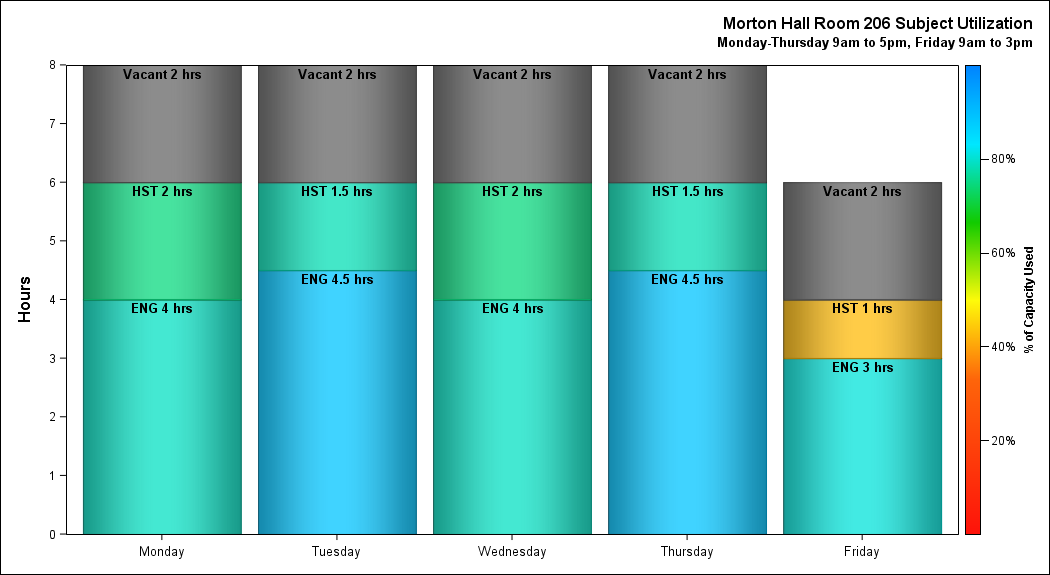 Morton Hall Room 206 Subject Utilization
Monday-Thursday 9am to 5pm, Friday 9am to 3pm
Hours
8
7
6
5
4
3
2
1
0
Vacant 2 hrs
HST 2 hrs
ENG 4 hrs
Vacant 2 hrs
HST 1.5 hrs
ENG 4.5 hrs
Vacant 2 hrs
HST 2 hrs
ENG 4 hrs
Vacant 2 hrs
HST 1.5 hrs
ENG 4.5 hrs
Vacant 2 hrs
HST 1 hrs
ENG 3 hrs
Monday
Tuesday
Wednesday
Thursday
Friday
80%
60%
40%
20%
% of Capacity Used